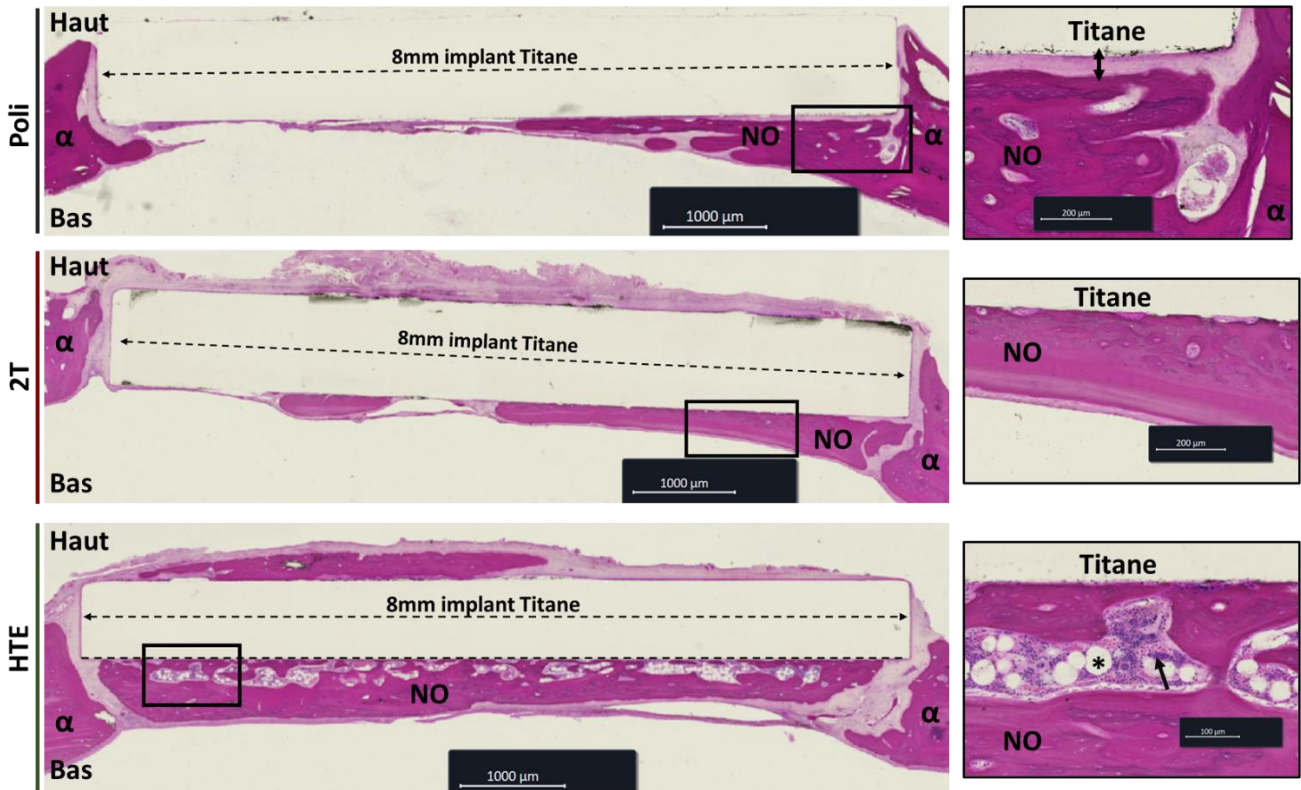 Poli
Haut
8mm implant Titane
α
NO
α
Bas
1000 µm
Titane
NO
α
200 µm
2T
Haut
8mm implant Titane
α
NO
α
Bas
1000 µm
Titane
NO
200 µm
HTE
Haut
8mm implant Titane
α
NO
α
Bas
1000 µm
Titane
*
NO
100 µm